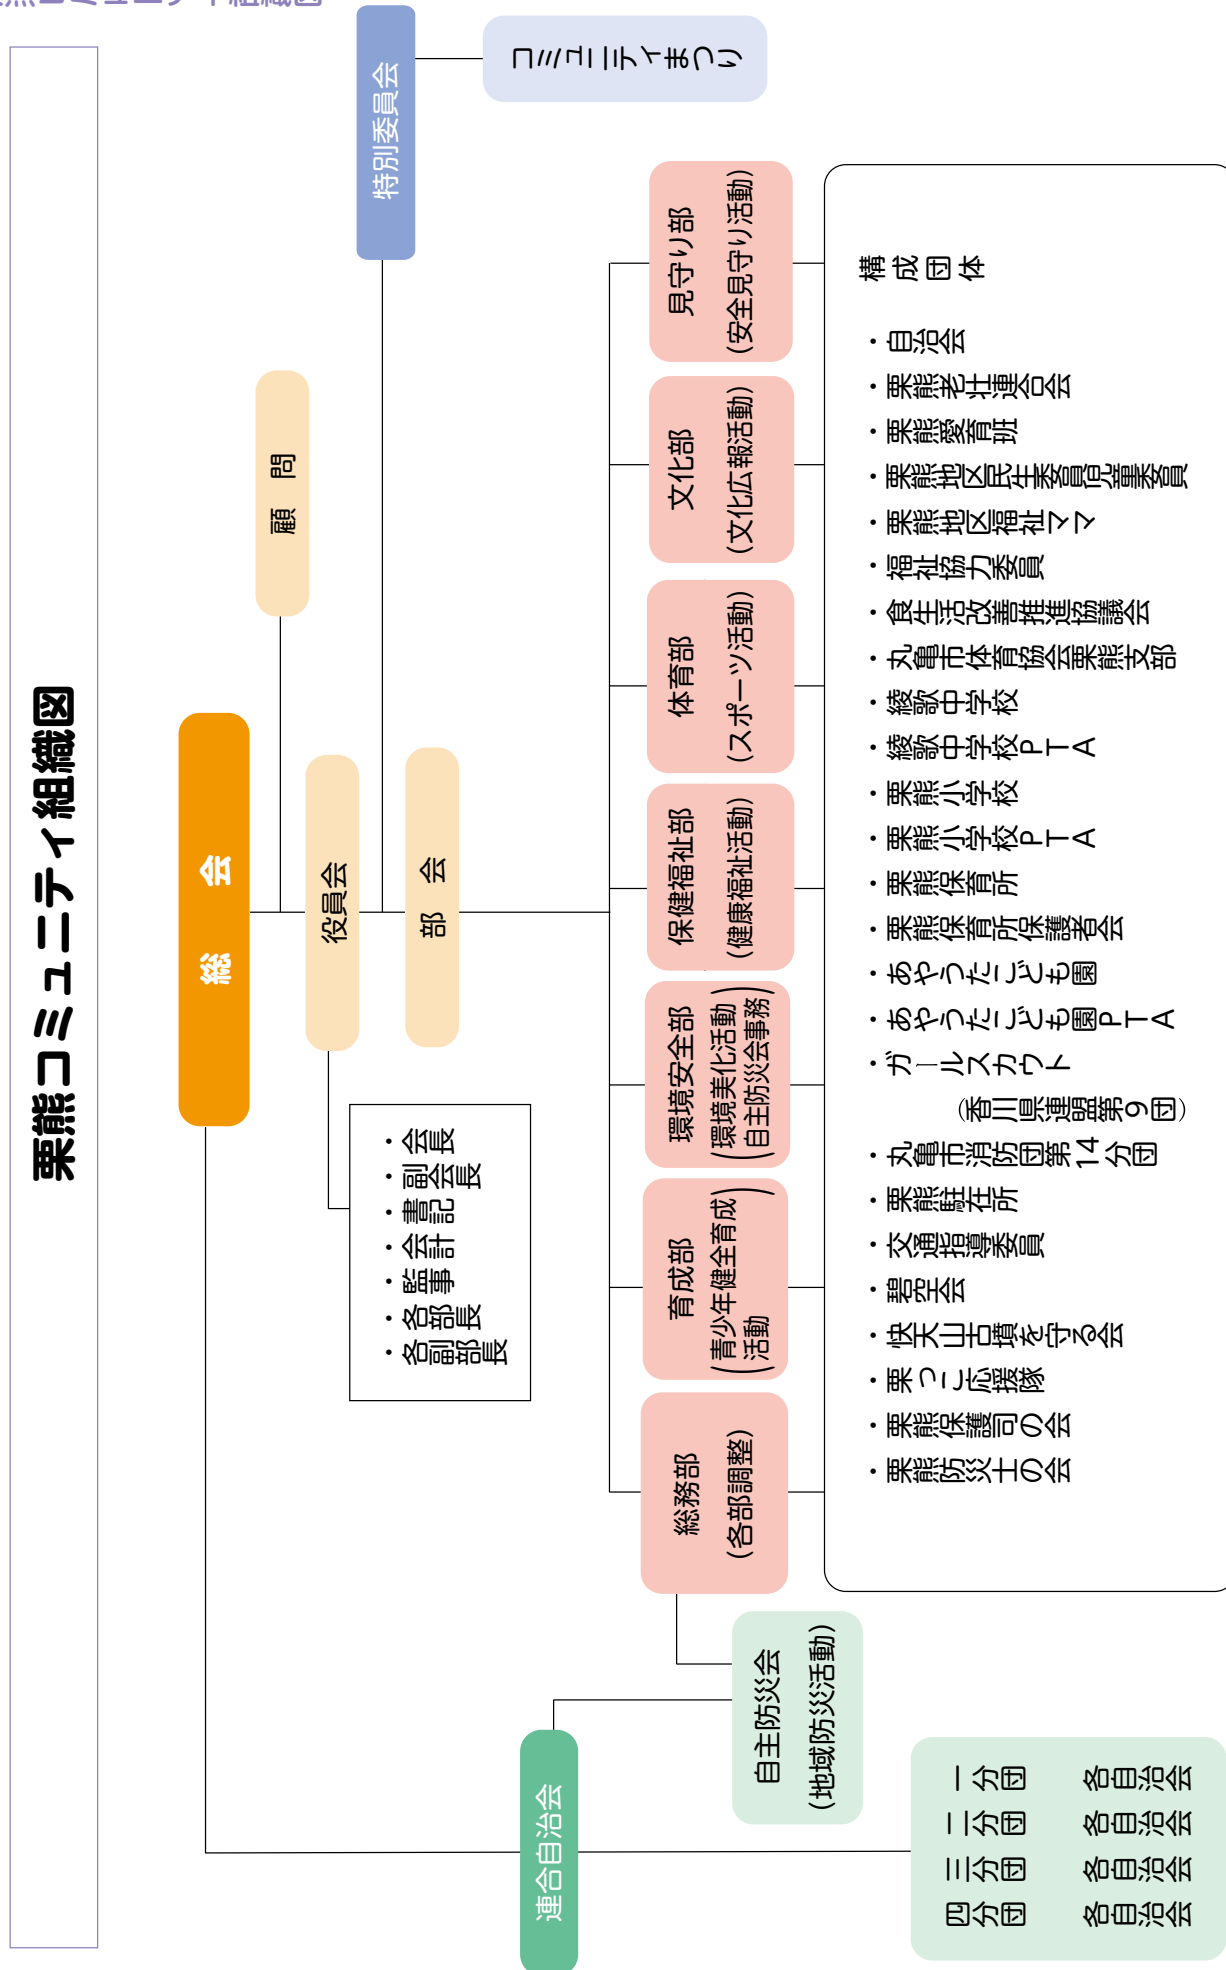 栗熊コミュニティ組織図
総　会
顧　問
役員会
・会長
・副会長
・書記
・会計
・監事
・各部長
・各副部長
特別委員会
コミュニティまつり
部　会
総務部
(各部調整)
育成部
(青少年健全育成
活動)
環境安全部
(環境美化活動
自主防災会事務)
保健福祉部
(健康福祉活動)
体育部
(スポーツ活動)
文化部
(文化広報活動)
見守り部
(安全見守り活動)
連合自治会
自主防災会
(地域防災活動)
一分団　各自治会
二分団　各自治会
三分団　各自治会
四分団　各自治会
構成団体
・自治会
・栗熊老壮連合会
・栗熊愛育班
・栗熊地区民生委員児童委員
・栗熊地区福祉ママ
・福祉協力委員
・食生活改善推進協議会
・丸亀市体育協会栗熊支部
・綾歌中学校
・綾歌中学校PTA
・栗熊小学校
・栗熊小学校PTA
・栗熊保育所
・栗熊保育所保護者会
・あやうたこども園
・あやうたこども園PTA
・ガールスカウト
(香川県連盟第9団)
・丸亀市消防団第14分団
・栗熊駐在所
・交通指導委員
・碧空会
・快天山古墳を守る会
・栗っこ応援隊
・栗熊保護司の会
・栗熊防災士の会